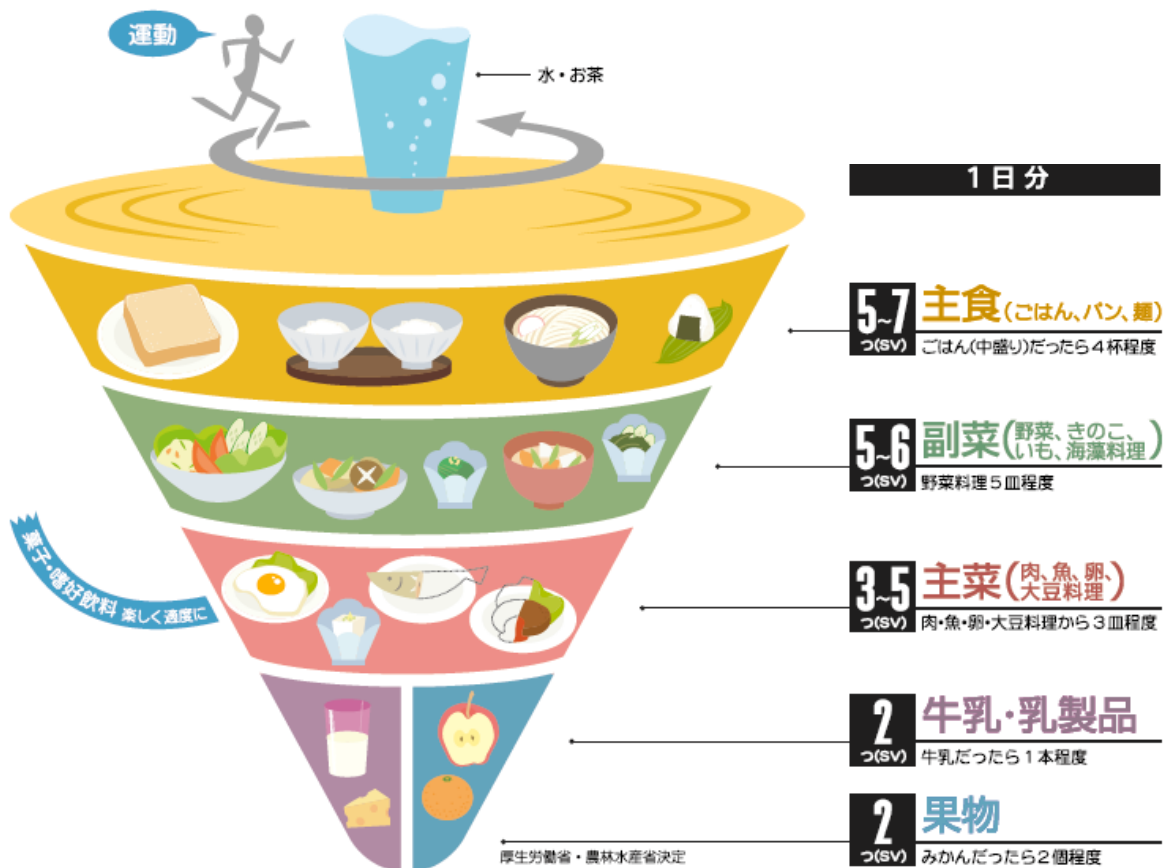 運動
水・お茶
1日分
5~7
つ(SV)
主食(ごはん、パン、麺)
ごはん(中盛り)だったら4杯程度
5~6
つ(SV)
副菜(野菜、きのこ、
いも、海藻料理)
野菜料理5皿程度
菓子・嗜好飲料 楽しく適度に
3~5
つ(SV)
主菜(肉、魚、卵、
大豆料理)
肉・魚・卵・大豆料理から3皿程度
2
つ(SV)
牛乳・乳製品
牛乳だったら1本程度
2
つ(SV)
果物
みかんだったら2個程度
厚生労働省・農林水産省決定